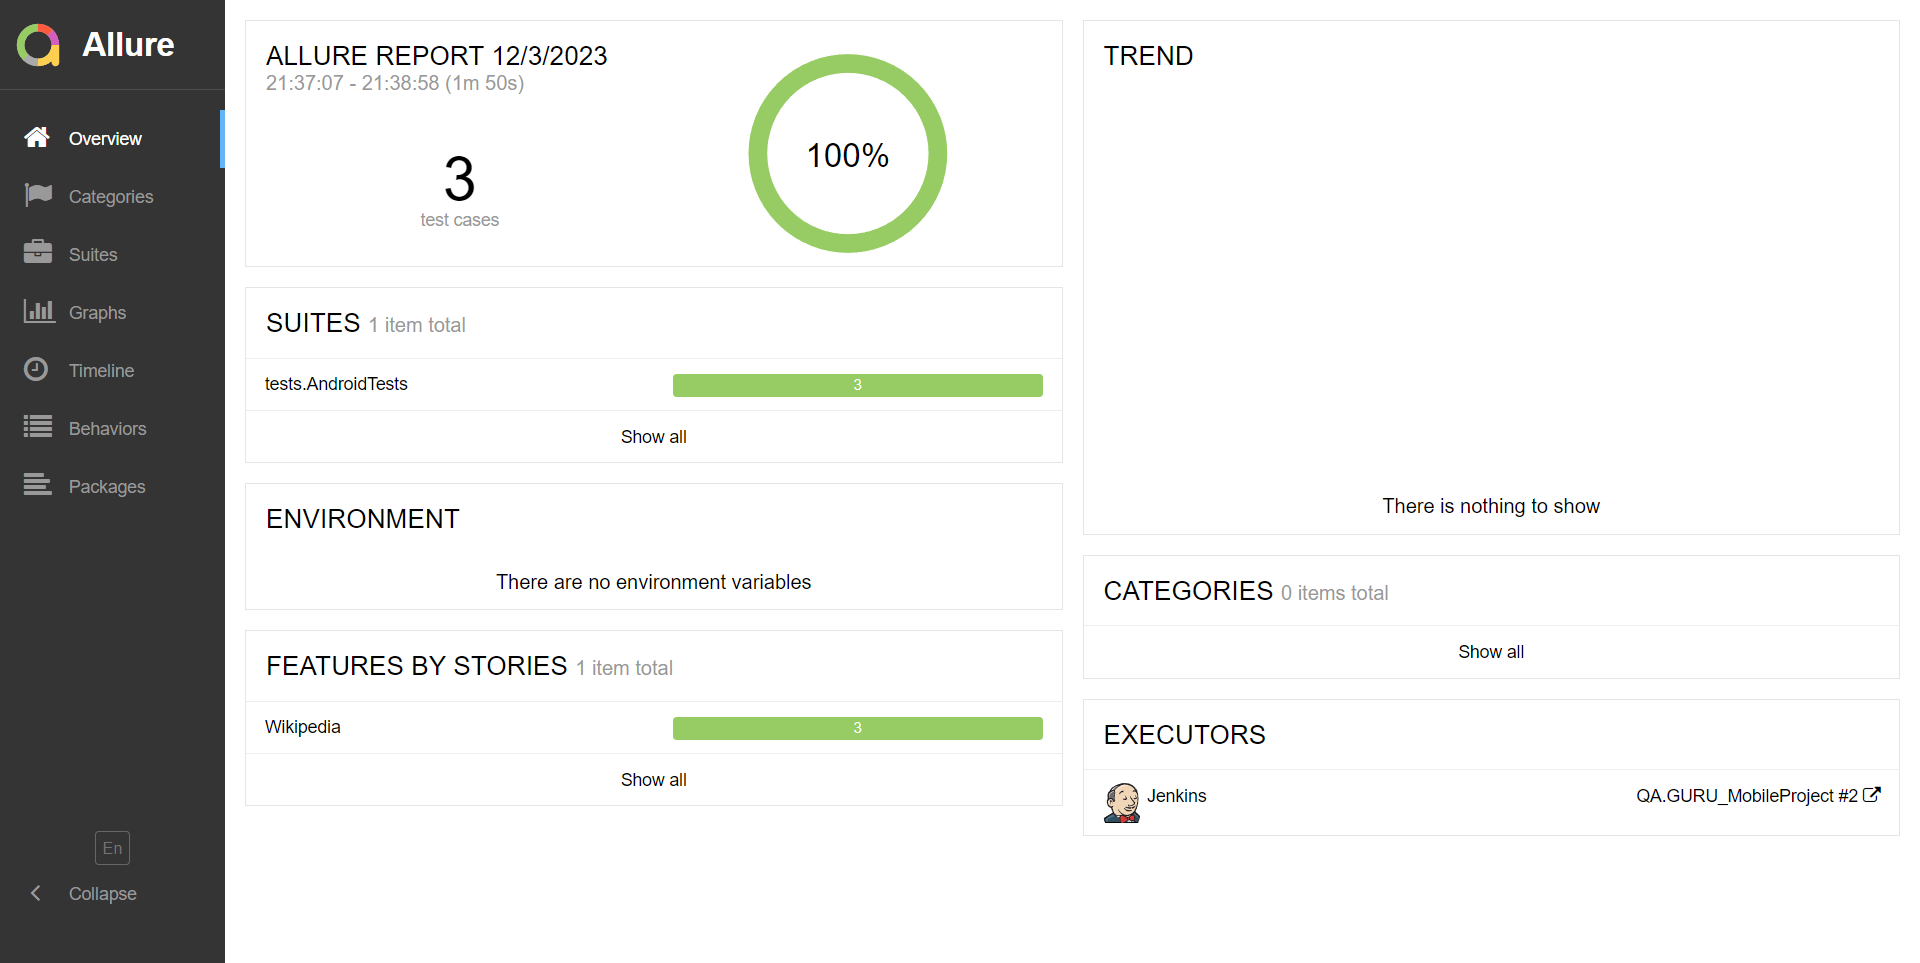 Allure
Overview
Categories
Suites
Graphs
Timeline
Behaviors
Packages
En
Collapse
ALLURE REPORT 12/3/2023
21:37:07 - 21:38:58 (1m 50s)
3
test cases
100%
SUITES 1 item total
tests.AndroidTests 3
Show all
ENVIRONMENT
There are no environment variables
FEATURES BY STORIES 1 item total
Wikipedia 3
Show all
TREND
There is nothing to show
CATEGORIES 0 items total
Show all
EXECUTORS
Jenkins QA.GURU_MobileProject #2